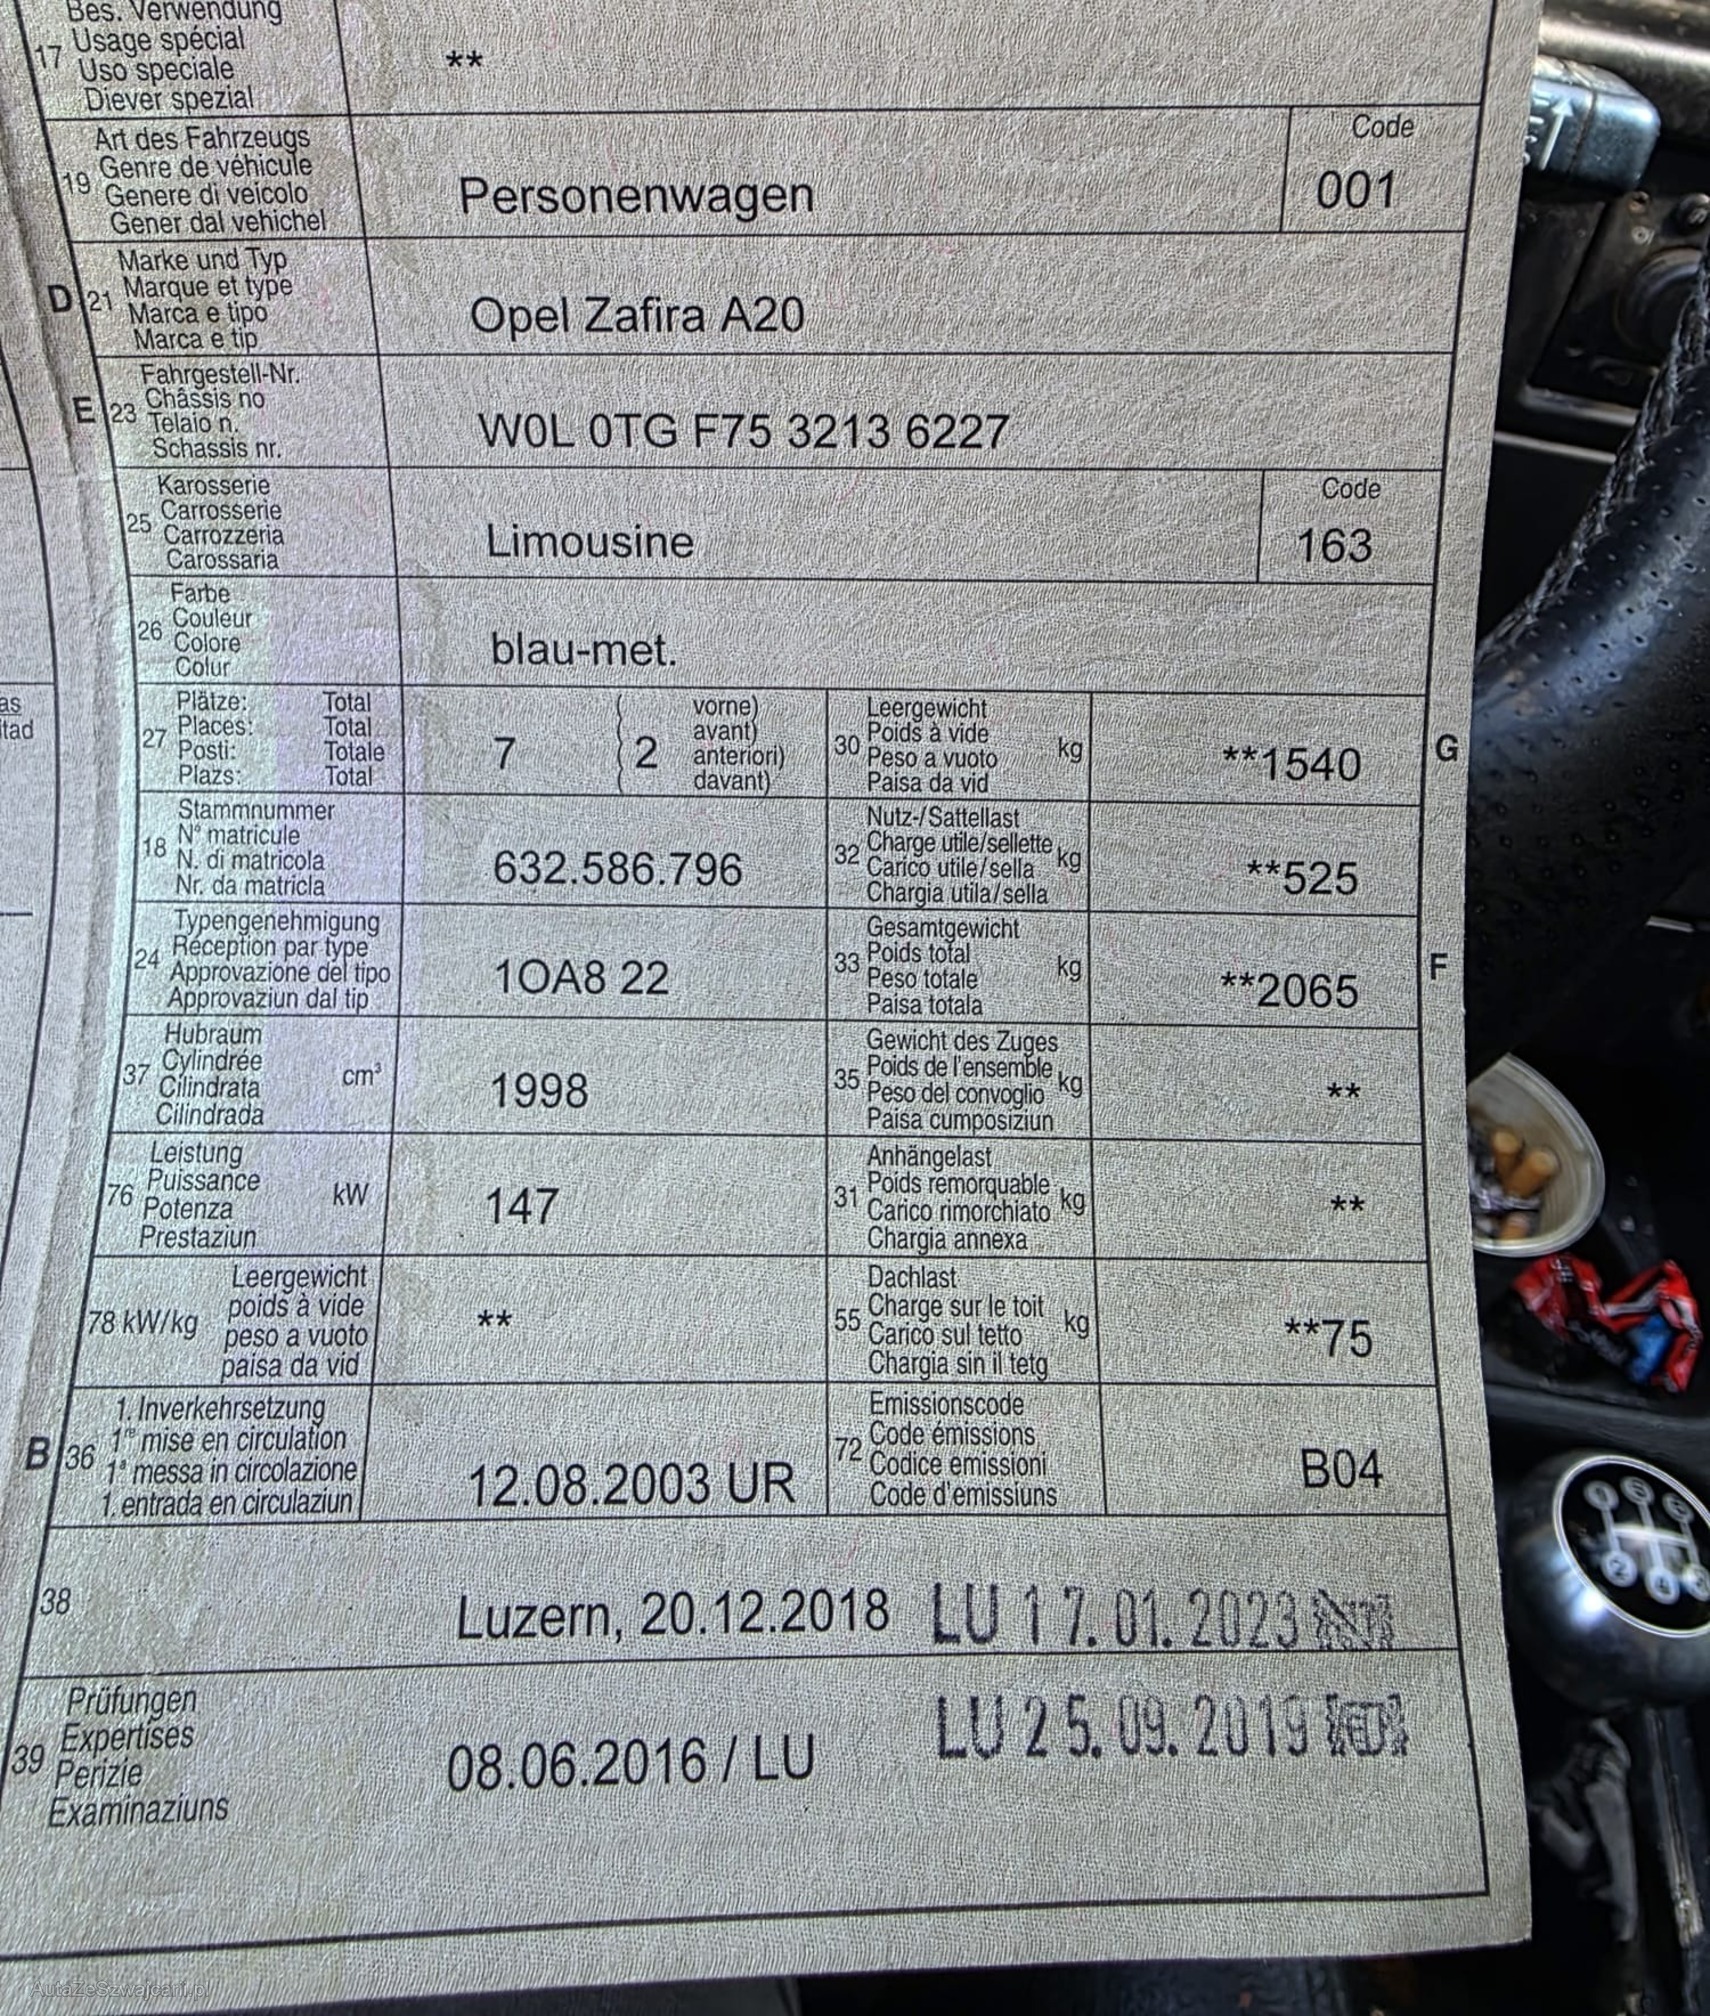 Bes. Verwendung
17 Usage spécial **
Uso speciale
Diever spezial
Art des Fahrzeugs Code
19 Genre de véhicule Personenwagen 001
Genere di veicolo
Gener dal vehichel
Marke und Typ
D 21 Marque et type Opel Zafira A20
Marca e tipo
Marca e tip
Fahrgestell-Nr.
E 23 Châssis no W0L 0TG F75 3213 6227
Telaio n.
Schassis nr.
Karosserie Code
25 Carrosserie Limousine 163
Carrozzeria
Carossaria
Farbe
26 Couleur blau-met.
Colore
Colur
as
tad
Plätze: Total
27 Places: Total
Posti: Totale
Plazs: Total
7 ( 2 vorne)
( avant)
( anteriori)
( davant)
Leergewicht
30 Poids à vide kg **1540 G
Peso a vuoto
Paisa da vid
Stammnummer
18 N° matricule 632.586.796
N. di matricola
Nr. da matricla
Nutz-/Sattellast
32 Charge utile/sellette kg **525
Carico utile/sella
Chargia utila/sella
Typengenehmigung
24 Réception par type 1OA8 22
Approvazione del tipo
Approvaziun dal tip
Gesamtgewicht
33 Poids total kg **2065 F
Peso totale
Paisa totala
Hubraum
37 Cylindrée cm³ 1998
Cilindrata
Cilindrada
Gewicht des Zuges
35 Poids de l'ensemble kg **
Peso del convoglio
Paisa cumposiziun
Leistung
76 Puissance kW 147
Potenza
Prestaziun
Anhängelast
31 Poids remorquable kg **
Carico rimorchiato
Chargia annexa
Leergewicht
78 kW/kg poids à vide **
peso a vuoto
paisa da vid
Dachlast
55 Charge sur le toit kg **75
Carico sul tetto
Chargia sin il tetg
1. Inverkehrsetzung
B 36 1re mise en circulation 12.08.2003 UR
1a messa in circolazione
1. entrada en circulaziun
Emissionscode
72 Code émissions B04
Codice emissioni
Code d'emissiuns
38 Luzern, 20.12.2018 LU 17.01.2023
Prüfungen LU 25.09.2019
39 Expertises 08.06.2016 / LU
Perizie
Examinaziuns
AutaZeSzwajcarii.pl